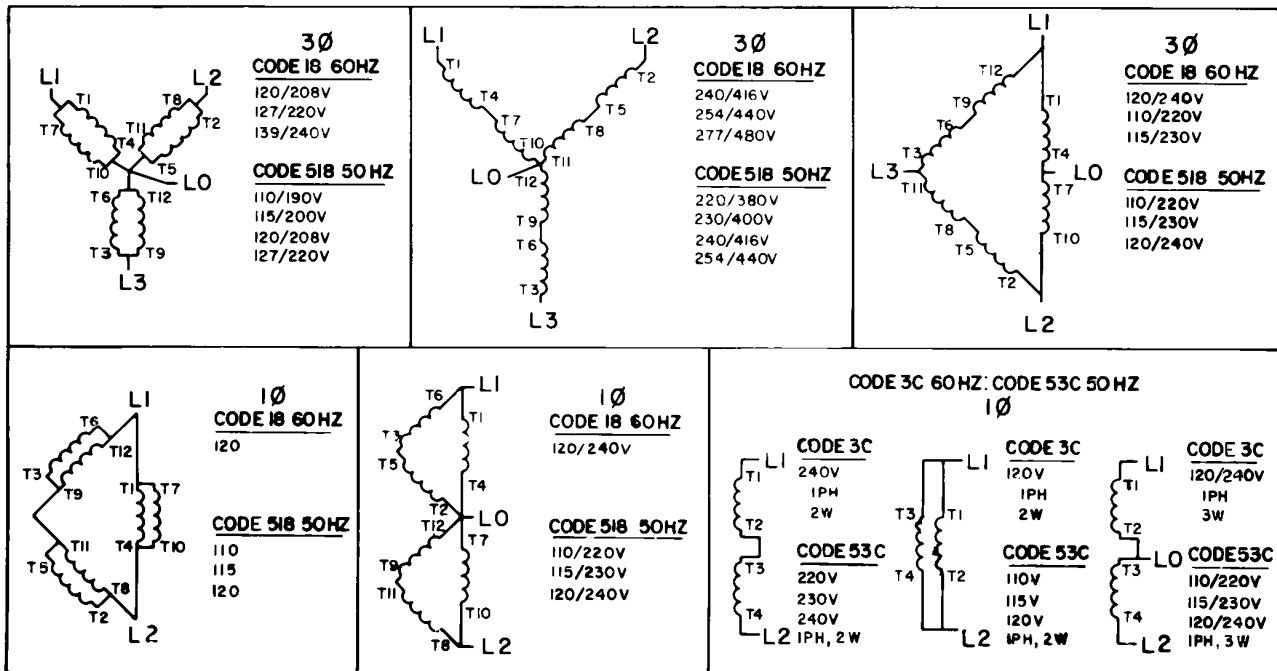 3Ø
CODE 18 60HZ
120/208V
127/220V
139/240V
CODE 518 50HZ
110/190V
115/200V
120/208V
127/220V
L1
L2
T1
T8
T7
T11
T2
T4
T10
T5
L0
T6
T12
T3
T9
L3
3Ø
CODE 18 60HZ
240/416V
254/440V
277/480V
CODE 518 50HZ
220/380V
230/400V
240/416V
254/440V
L1
L2
T1
T2
T4
T5
T7
T8
T10
T11
L0
T12
T9
T6
T3
L3
3Ø
CODE 18 60HZ
120/240V
110/220V
115/230V
CODE 518 50HZ
110/220V
115/230V
120/240V
L1
T12
T9
T1
T6
T3
T4
L3
L0
T11
T7
T8
T5
T10
T2
L2
1Ø
CODE 18 60HZ
120
CODE 518 50HZ
110
115
120
L1
T6
T12
T3
T9
T1
T7
T11
T4
T10
T5
T8
T2
L2
1Ø
CODE 18 60HZ
120/240V
CODE 518 50HZ
110/220V
115/230V
120/240V
L1
T6
T1
T3
T5
T4
T2
L0
T12
T7
T9
T11
T10
T8
L2
CODE 3C 60HZ: CODE 53C 50HZ
1Ø
L1
T1
T2
T3
T4
L2
CODE 3C
240V
1PH
2W
CODE 53C
220V
230V
240V
1PH, 2W
L1
T3
T1
T4
T2
L2
CODE 3C
120V
1PH
2W
CODE 53C
110V
115V
120V
1PH, 2W
L1
T1
T2
L0
T3
T4
L2
CODE 3C
120/240V
1PH
3W
CODE53C
110/220V
115/230V
120/240V
1PH, 3W